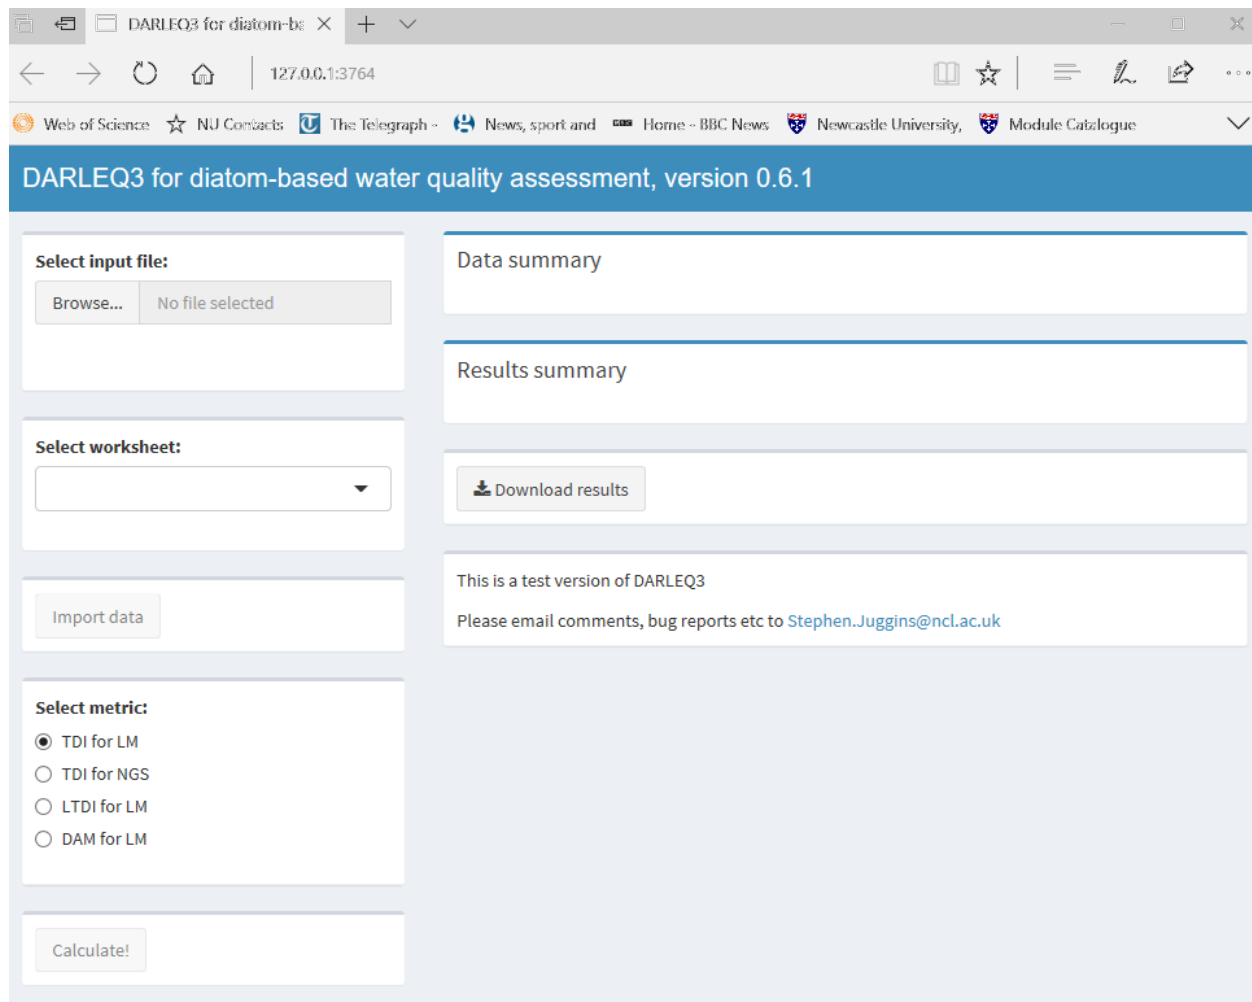 DARLEQ3 for diatom-ba
127.0.0.1:3764
Web of Science NU Contacts The Telegraph - News, sport and Home - BBC News Newcastle University, Module Catalogue
DARLEQ3 for diatom-based water quality assessment, version 0.6.1
Select input file:
Browse... No file selected
Select worksheet:
Import data
Select metric:
TDI for LM
TDI for NGS
LTDI for LM
DAM for LM
Calculate!
Data summary
Results summary
Download results
This is a test version of DARLEQ3
Please email comments, bug reports etc to Stephen.Juggins@ncl.ac.uk